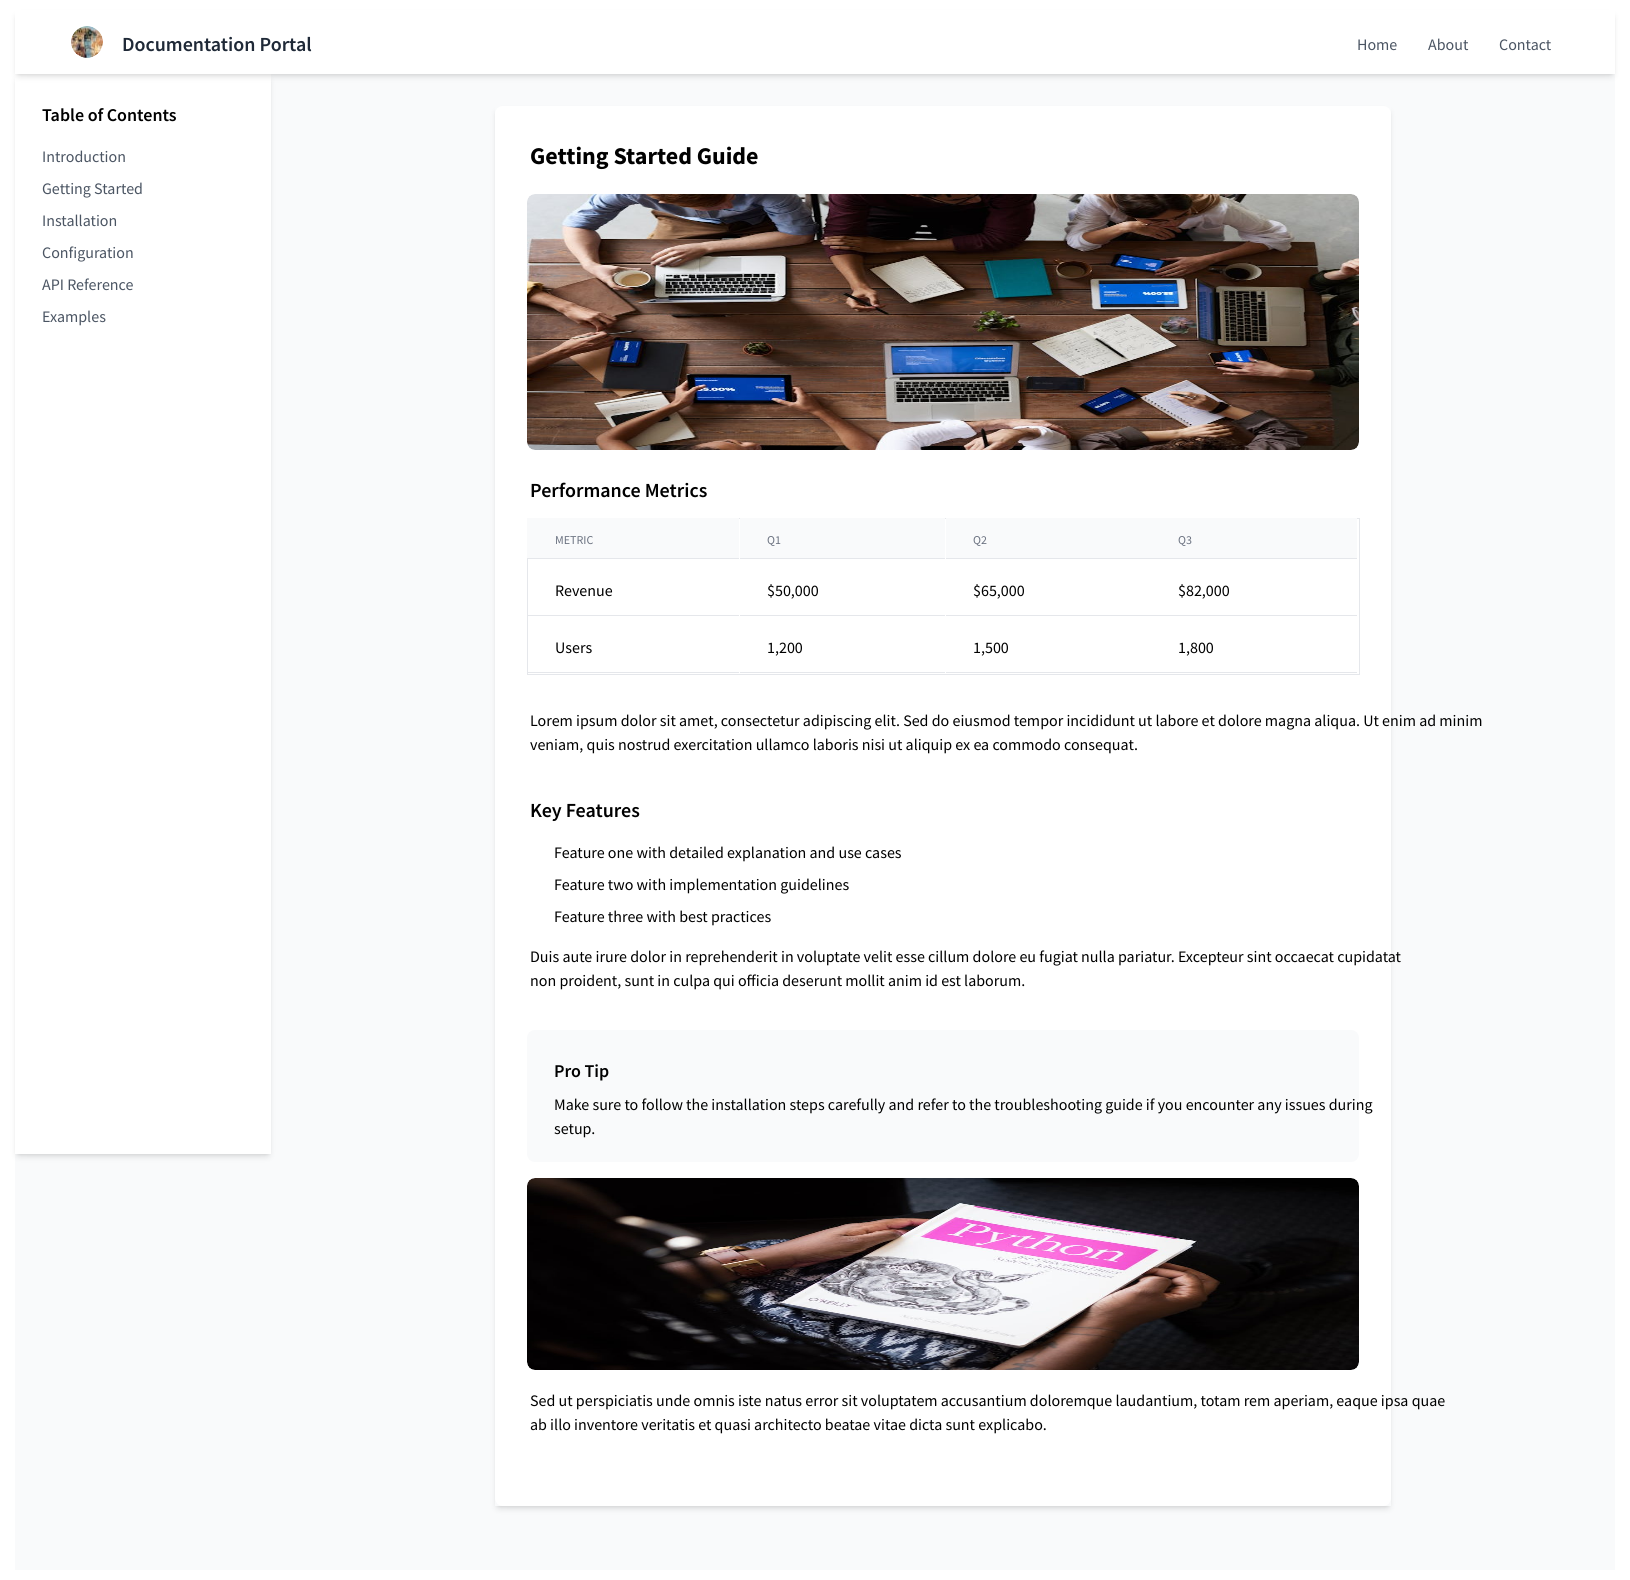 Documentation Portal
Home
About
Contact
Table of Contents
Introduction
Getting Started
Installation
Configuration
API Reference
Examples
Getting Started Guide
Performance Metrics
METRIC Q1 Q2 Q3
Revenue $50,000 $65,000 $82,000
Users 1,200 1,500 1,800
Lorem ipsum dolor sit amet, consectetur adipiscing elit. Sed do eiusmod tempor incididunt ut labore et dolore magna aliqua. Ut enim ad minim
veniam, quis nostrud exercitation ullamco laboris nisi ut aliquip ex ea commodo consequat.
Key Features
Feature one with detailed explanation and use cases
Feature two with implementation guidelines
Feature three with best practices
Duis aute irure dolor in reprehenderit in voluptate velit esse cillum dolore eu fugiat nulla pariatur. Excepteur sint occaecat cupidatat
non proident, sunt in culpa qui officia deserunt mollit anim id est laborum.
Pro Tip
Make sure to follow the installation steps carefully and refer to the troubleshooting guide if you encounter any issues during
setup.
Python
O'REILLY
Sed ut perspiciatis unde omnis iste natus error sit voluptatem accusantium doloremque laudantium, totam rem aperiam, eaque ipsa quae
ab illo inventore veritatis et quasi architecto beatae vitae dicta sunt explicabo.